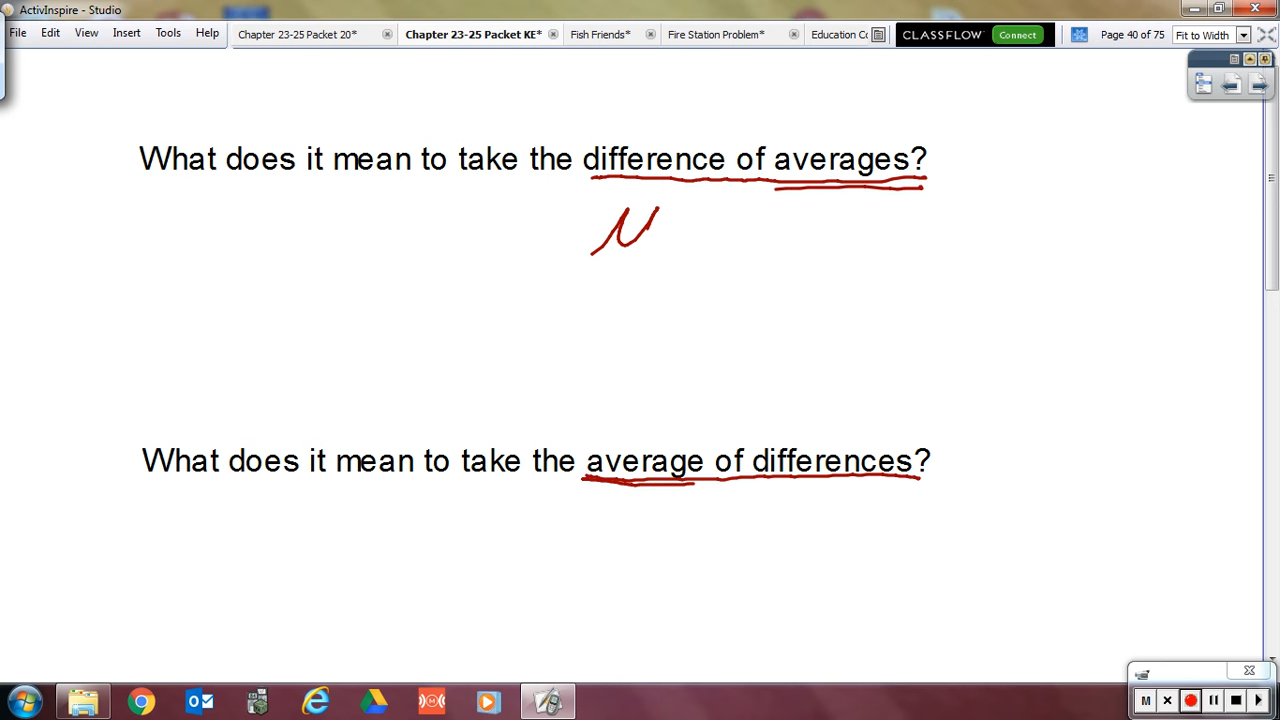 ActivInspire - Studio
File Edit View Insert Tools Help
Chapter 23-25 Packet 20* Chapter 23-25 Packet KE* Fish Friends* Fire Station Problem* Education Cc CLASSFLOW Connect Page 40 of 75 Fit to Width
What does it mean to take the difference of averages?
μ
What does it mean to take the average of differences?
M